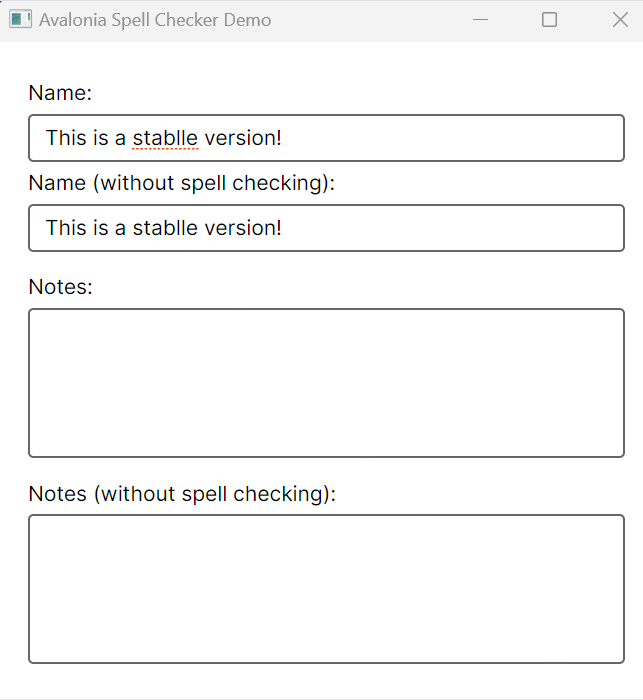 Avalonia Spell Checker Demo
Name:
This is a stablle version!
Name (without spell checking):
This is a stablle version!
Notes:
Notes (without spell checking):